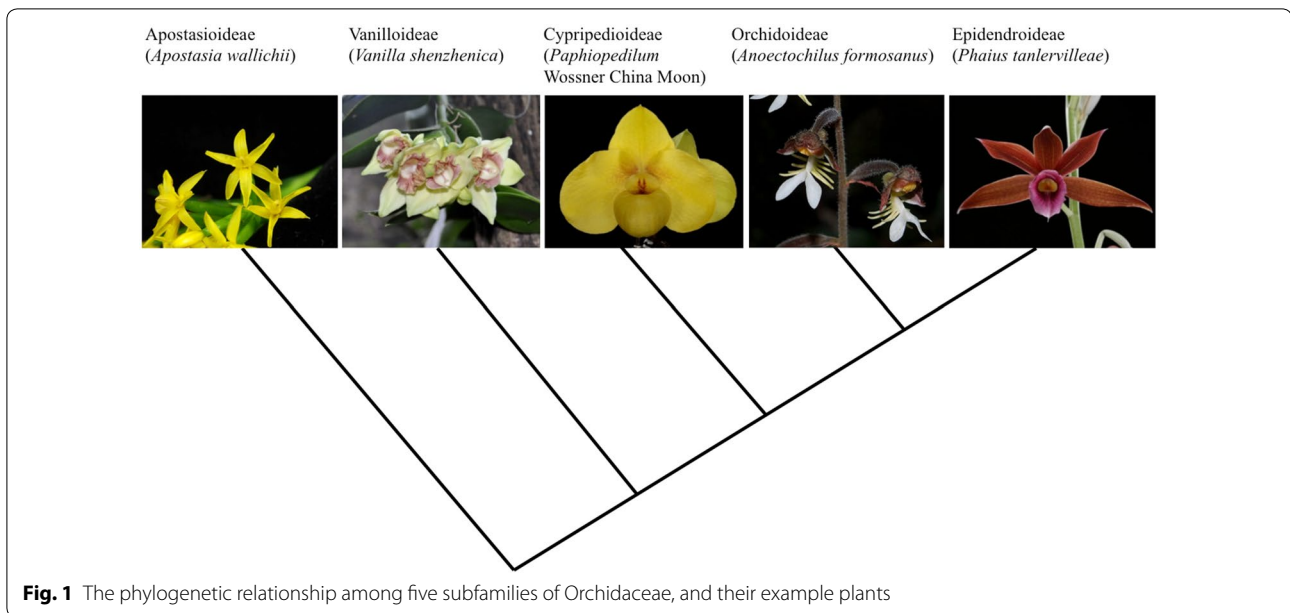 Apostasioideae
(Apostasia wallichii)
Vanilloideae
(Vanilla shenzhenica)
Cypripedioideae
(Paphiopedilum
Wossner China Moon)
Orchidoideae
(Anoectochilus formosanus)
Epidendroideae
(Phaius tanlervilleae)
Fig. 1 The phylogenetic relationship among five subfamilies of Orchidaceae, and their example plants